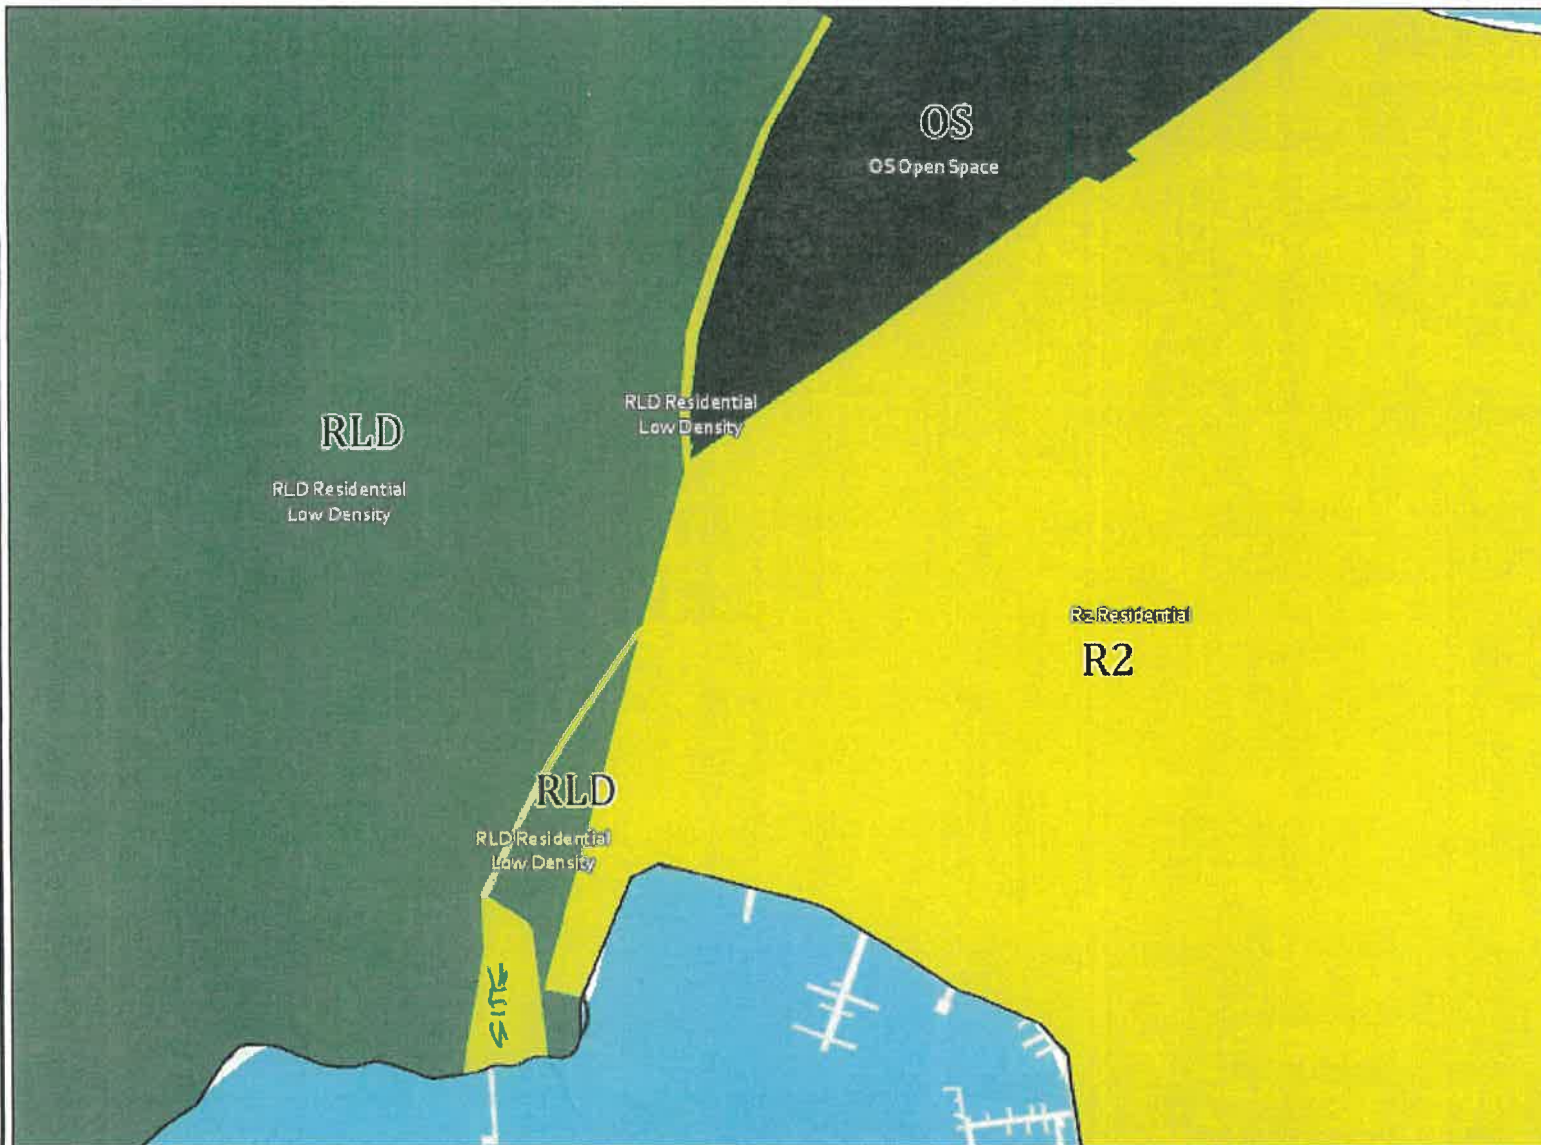 OS
OS Open Space
RLD Residential
Low Density
RLD
RLD Residential
Low Density
R2 Residential
R2
RLD
RLD Residential
Low Density
SITE